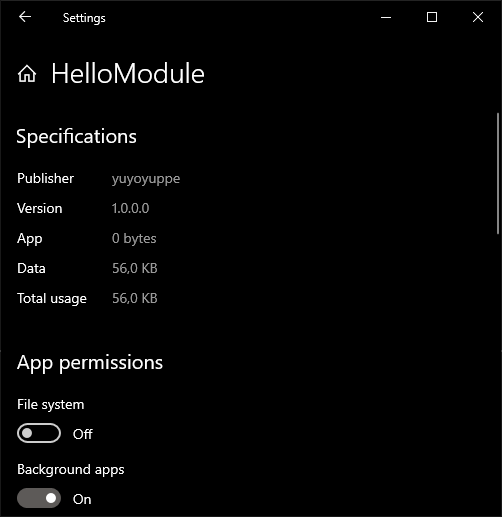 Settings
HelloModule
Specifications
Publisher yuyoyuppe
Version 1.0.0.0
App 0 bytes
Data 56,0 KB
Total usage 56,0 KB
App permissions
File system
Off
Background apps
On